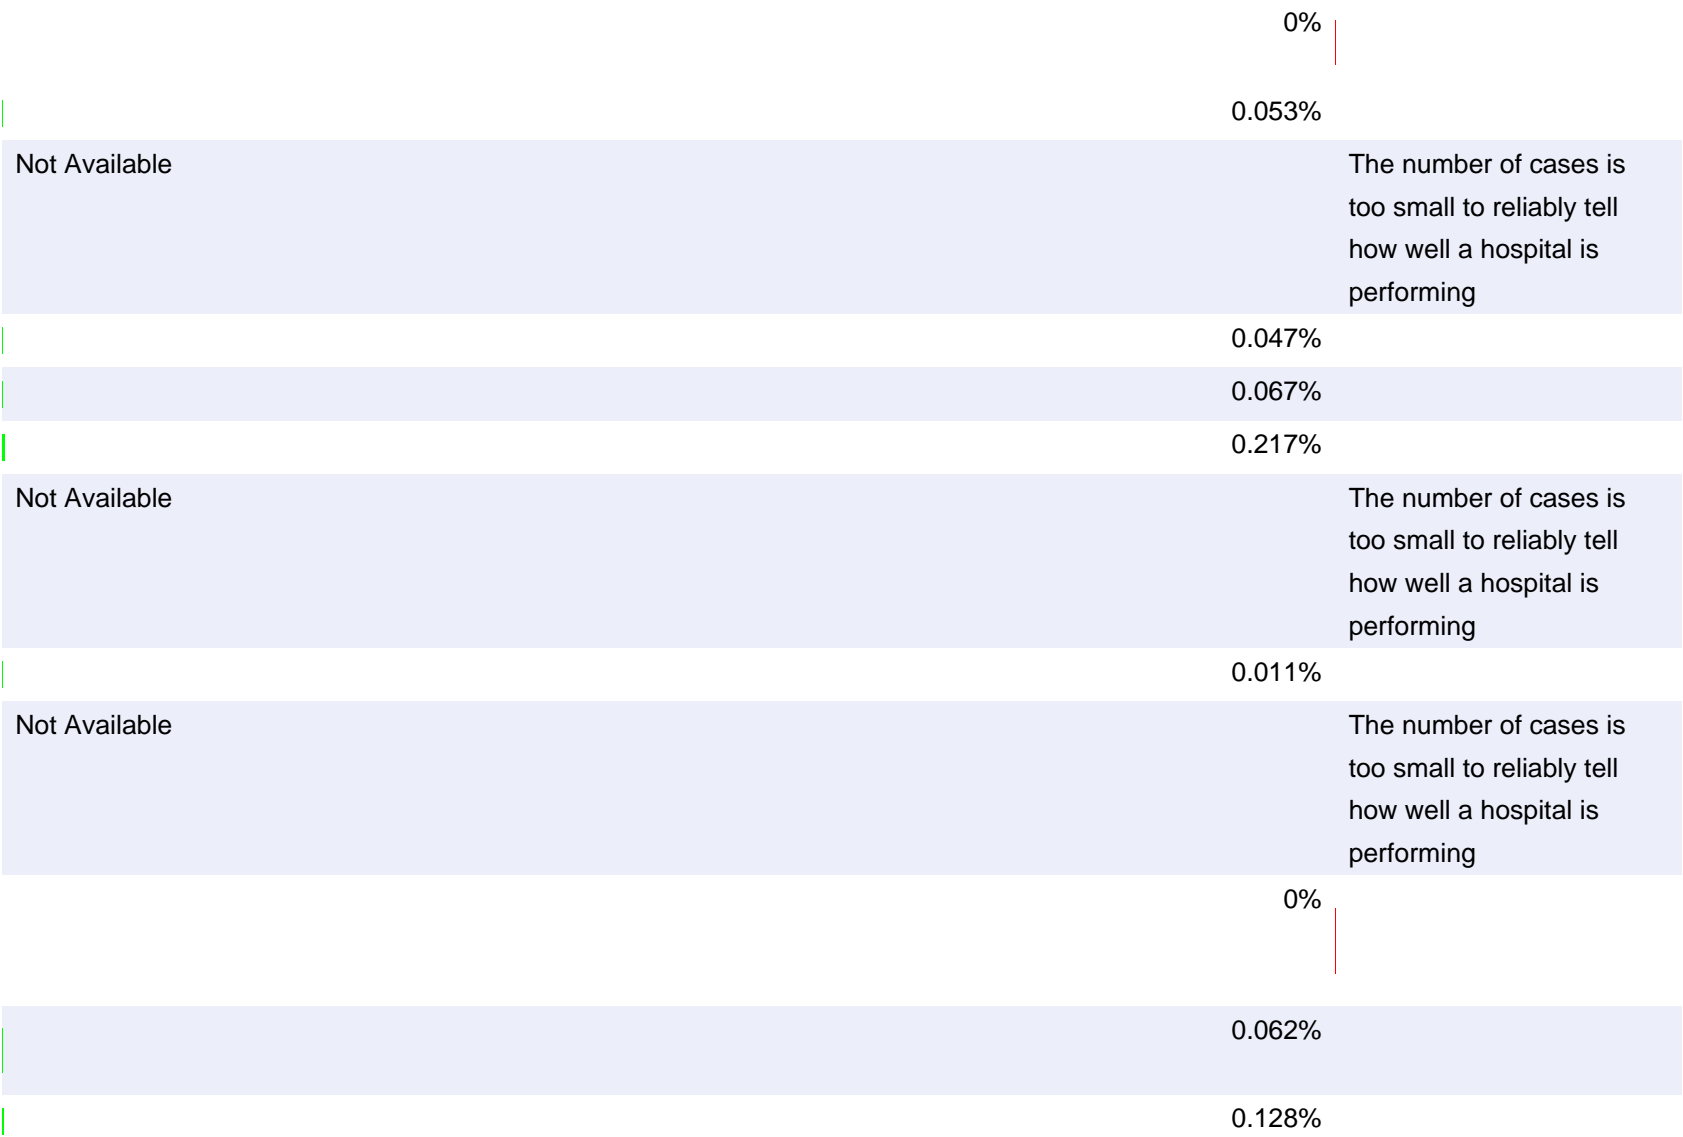 0%
0.053%
Not Available
The number of cases is
too small to reliably tell
how well a hospital is
performing
0.047%
0.067%
0.217%
Not Available
The number of cases is
too small to reliably tell
how well a hospital is
performing
0.011%
Not Available
The number of cases is
too small to reliably tell
how well a hospital is
performing
0%
0.062%
0.128%